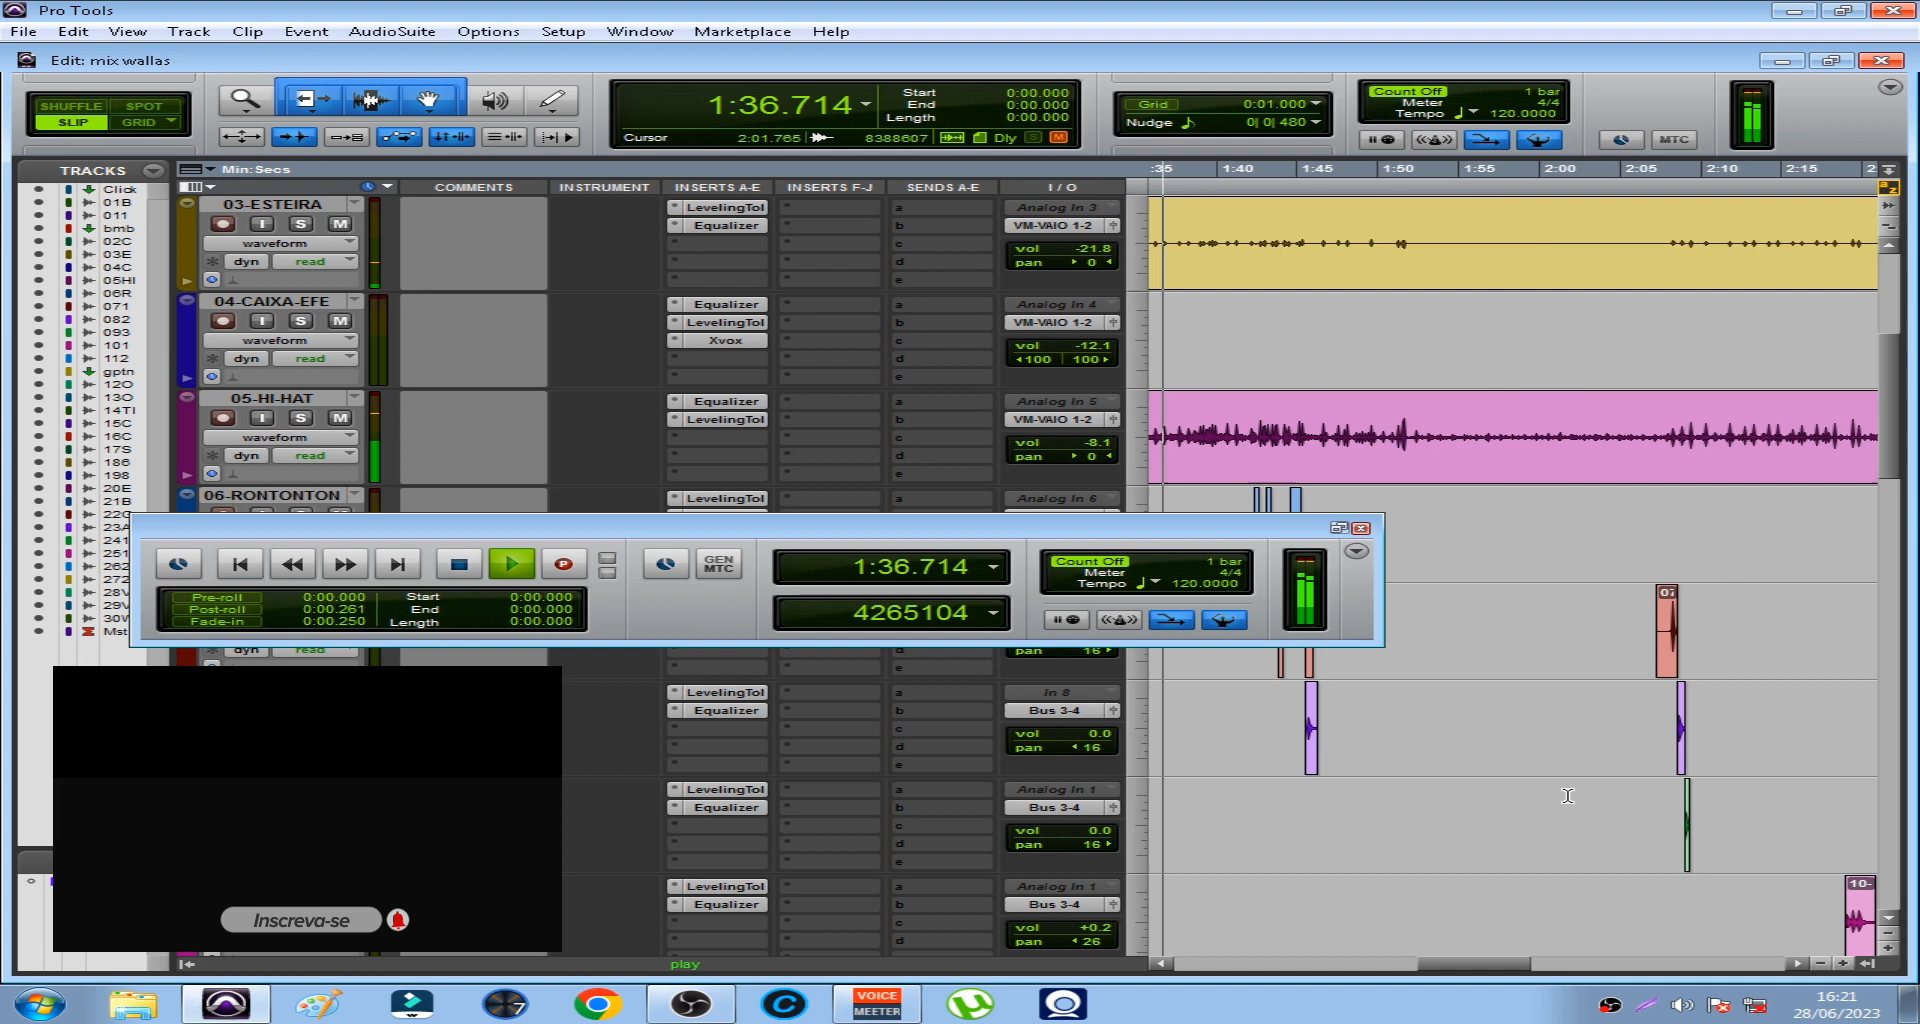 Pro Tools
File Edit View Track Clip Event AudioSuite Options Setup Window Marketplace Help
Edit: mix wallas
SHUFFLE SPOT
SLIP GRID
1:36.714
Start 0:00.000
End 0:00.000
Length 0:00.000
Cursor 2:01.765 8388607 Dly S M
Grid 0:01.000
Nudge 0| 0| 480
Count Off 1 bar
Meter 4/4
Tempo 120.0000
MTC
TRACKS
Min:Secs
:35 1:40 1:45 1:50 1:55 2:00 2:05 2:10 2:15 2
COMMENTS INSTRUMENT INSERTS A-E INSERTS F-J SENDS A-E I / O
Click
01B
011
bmb
02C
03E
04C
05HI
06R
071
082
093
101
112
gptn
12O
13O
14TI
15C
16C
17S
186
198
20E
21B
22C
23A
241
251
262
272
28V
29V
30V
Mst
03-ESTEIRA
I S M
waveform
dyn read
LevelingTol
Equalizer
a
b
c
d
e
Analog In 3
VM-VAIO 1-2
vol -21.8
pan 0
04-CAIXA-EFE
I S M
waveform
dyn read
Equalizer
LevelingTol
Xvox
a
b
c
d
e
Analog In 4
VM-VAIO 1-2
vol -12.1
100 100
05-HI-HAT
I S M
waveform
dyn read
Equalizer
LevelingTol
a
b
c
d
e
Analog In 5
VM-VAIO 1-2
vol -8.1
pan 0
06-RONTONTON
LevelingTol
a
Analog In 6
GEN
MTC
1:36.714
4265104
Count Off 1 bar
Meter 4/4
Tempo 120.0000
Pre-roll 0:00.000
Post-roll 0:00.261
Fade-in 0:00.250
Start 0:00.000
End 0:00.000
Length 0:00.000
dyn read
d
e
pan 16
LevelingTol
Equalizer
a
b
c
d
e
In 8
Bus 3-4
vol 0.0
pan 16
LevelingTol
Equalizer
a
b
c
d
e
Analog In 1
Bus 3-4
vol 0.0
pan 16
LevelingTol
Equalizer
a
b
c
d
Analog In 1
Bus 3-4
vol +0.2
pan 26
10-
Inscreva-se
play
VOICE
MEETER
16:21
28/06/2023